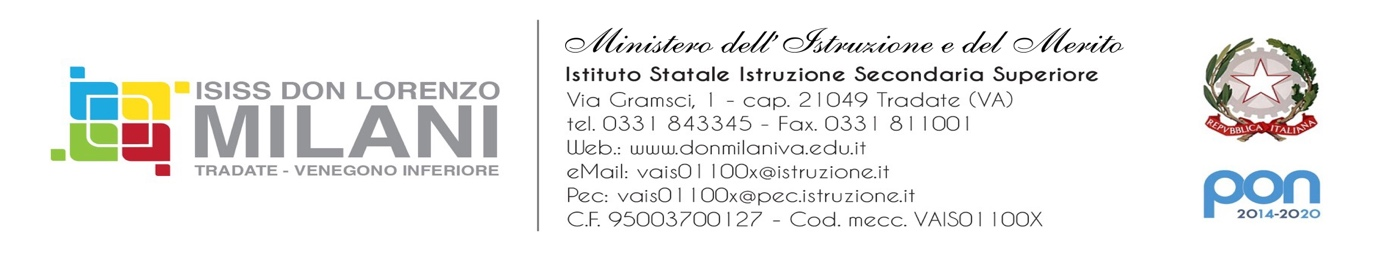 ISISS DON LORENZO
MILANI
TRADATE - VENEGONO INFERIORE
Ministero dell'Istruzione e del Merito
Istituto Statale Istruzione Secondaria Superiore
Via Gramsci, 1 - cap. 21049 Tradate (VA)
tel. 0331 843345 - Fax. 0331 811001
Web.: www.donmilaniva.edu.it
eMail: vais01100x@istruzione.it
Pec: vais01100x@pec.istruzione.it
C.F. 95003700127 - Cod. mecc. VAIS01100X
REPVBBLICA ITALIANA
pon
2014-2020